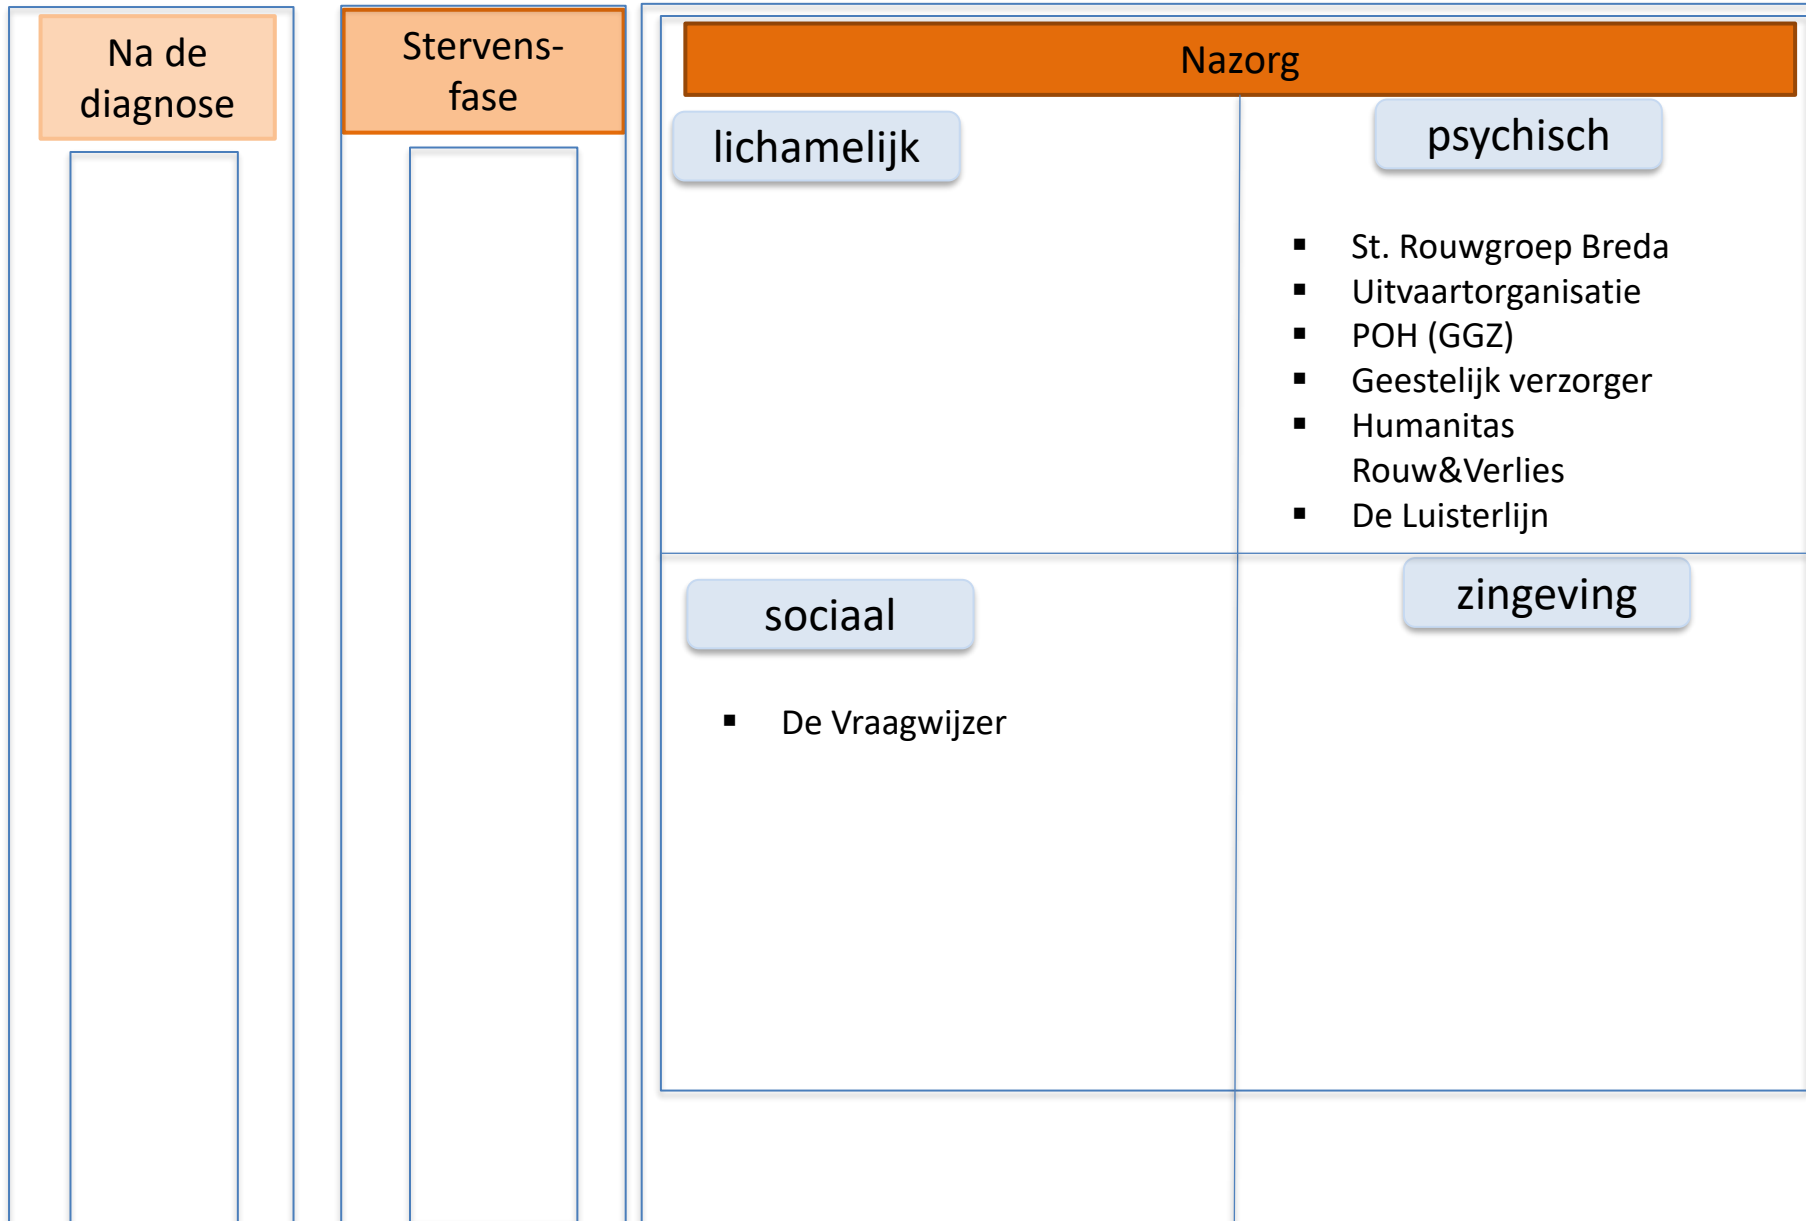 Na de
diagnose
Stervens-
fase
Nazorg
lichamelijk
psychisch
▪ St. Rouwgroep Breda
▪ Uitvaartorganisatie
▪ POH (GGZ)
▪ Geestelijk verzorger
▪ Humanitas
Rouw&Verlies
▪ De Luisterlijn
sociaal
▪ De Vraagwijzer
zingeving